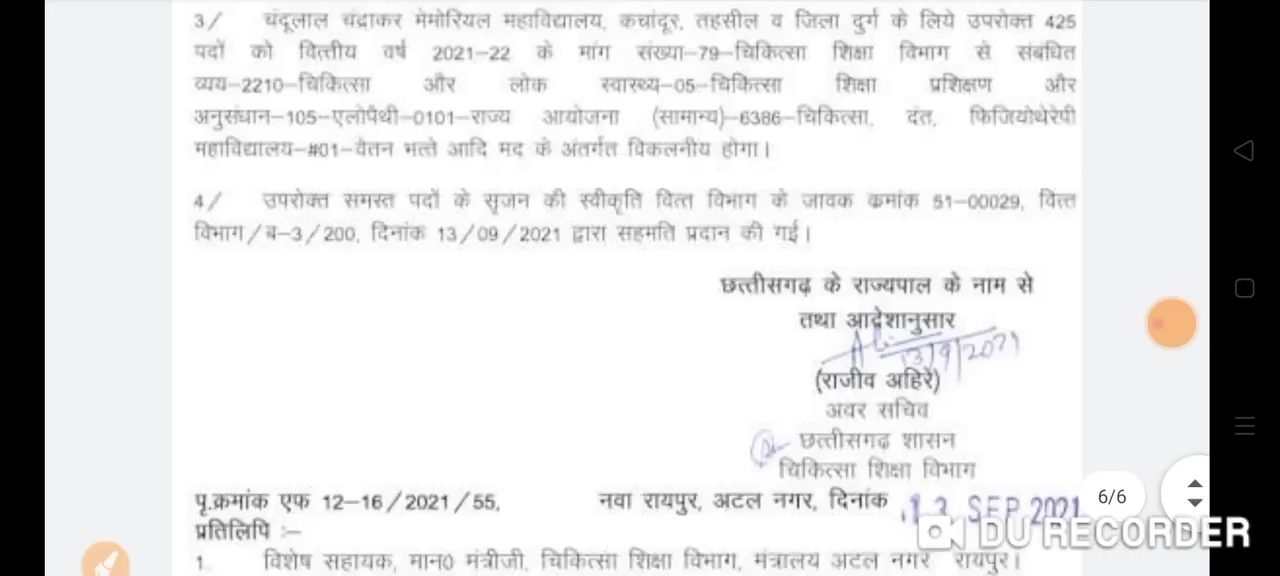 3/ चंदूलाल चंद्राकर मेमोरियल महाविद्यालय, कचांदूर, तहसील व जिला दुर्ग के लिये उपरोक्त 425
पदों को वित्तीय वर्ष 2021-22 के मांग संख्या-79-चिकित्सा शिक्षा विभाग से संबधित
व्यय-2210-चिकित्सा और लोक स्वास्थ्य-05-चिकित्सा शिक्षा प्रशिक्षण और
अनुसंधान-105-एलोपैथी-0101-राज्य आयोजना (सामान्य)-6386-चिकित्सा, दंत, फिजियोथेरेपी
महाविद्यालय-#01-वेतन भत्ते आदि मद के अंतर्गत विकलनीय होगा।
4/ उपरोक्त समस्त पदों के सृजन की स्वीकृति वित्त विभाग के जावक क्रमांक 51-00029, वित्त
विभाग/ब-3/200, दिनांक 13/09/2021 द्वारा सहमति प्रदान की गई।
छत्तीसगढ़ के राज्यपाल के नाम से
तथा आदेशानुसार
13/9/2021
(राजीव अहिरे)
अवर सचिव
छत्तीसगढ़ शासन
चिकित्सा शिक्षा विभाग
पृ.क्रमांक एफ 12-16/2021/55, नवा रायपुर, अटल नगर, दिनांक 13 SEP 2021
6/6
प्रतिलिपि :-
DU RECORDER
1. विशेष सहायक, मान0 मंत्रीजी, चिकित्सा शिक्षा विभाग, मंत्रालय अटल नगर रायपुर।